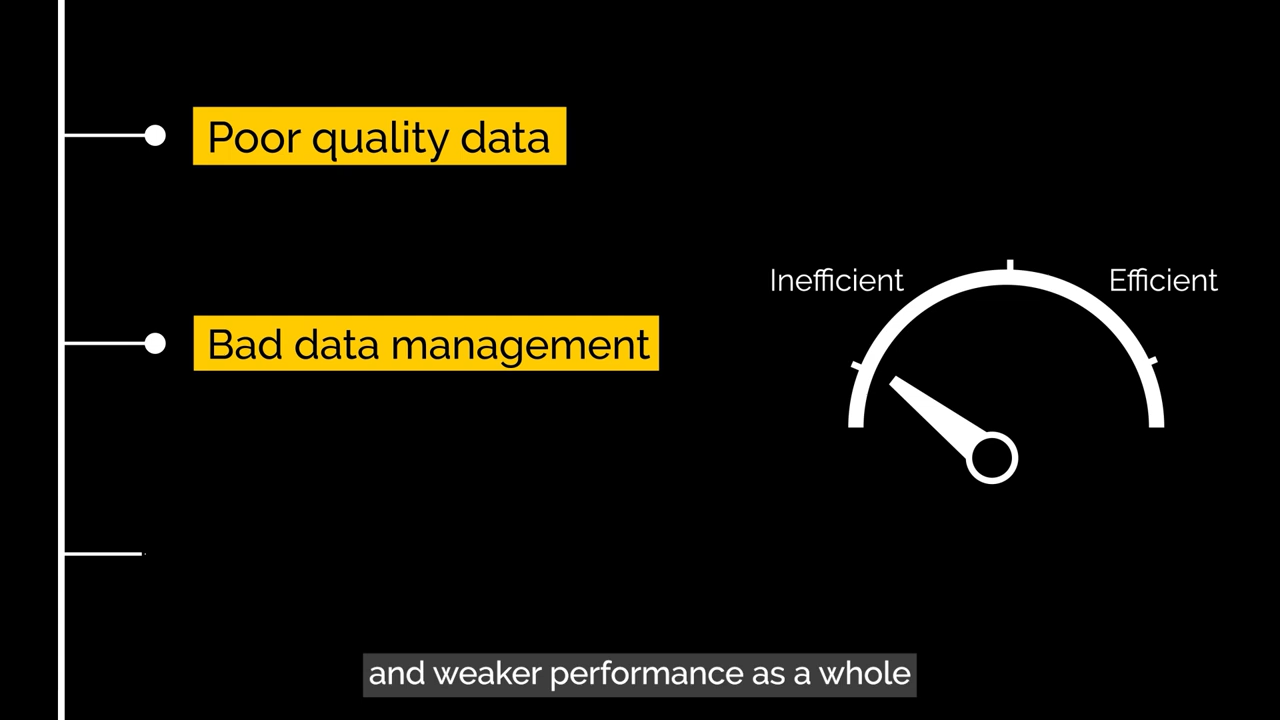 Poor quality data
Inefficient
Efficient
Bad data management
and weaker performance as a whole